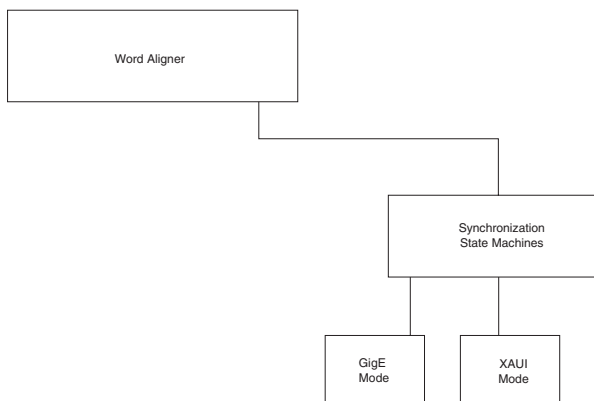 Word Aligner
Synchronization
State Machines
GigE
Mode
XAUI
Mode